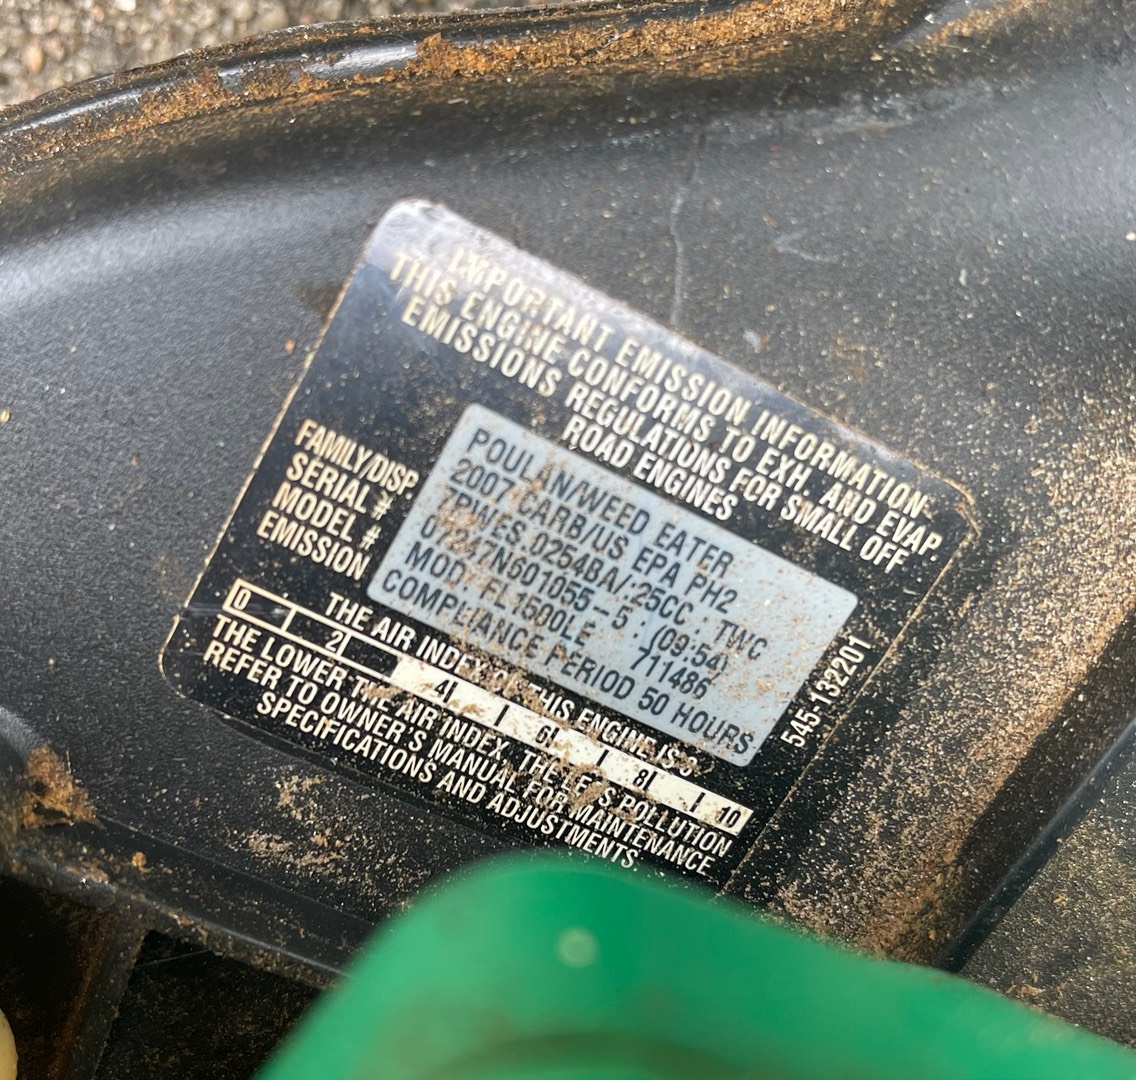 IMPORTANT EMISSION INFORMATION
THIS ENGINE CONFORMS TO EXH. AND EVAP.
EMISSIONS REGULATIONS FOR SMALL OFF
ROAD ENGINES
FAMILY/DISP
SERIAL #
MODEL #
EMISSION
POULAN/WEED EATER
2007 CARB/US EPA PH2
7PWES.0254BA/.25CC . TWC
07247N601055-5 . (09:54)
MOD. FL1500LE 711486
COMPLIANCE PERIOD 50 HOURS
THE AIR INDEX OF THIS ENGINE IS 3
0 2 4 6 8 10
THE LOWER THE AIR INDEX, THE LESS POLLUTION
REFER TO OWNER'S MANUAL FOR MAINTENANCE
SPECIFICATIONS AND ADJUSTMENTS
545 132201